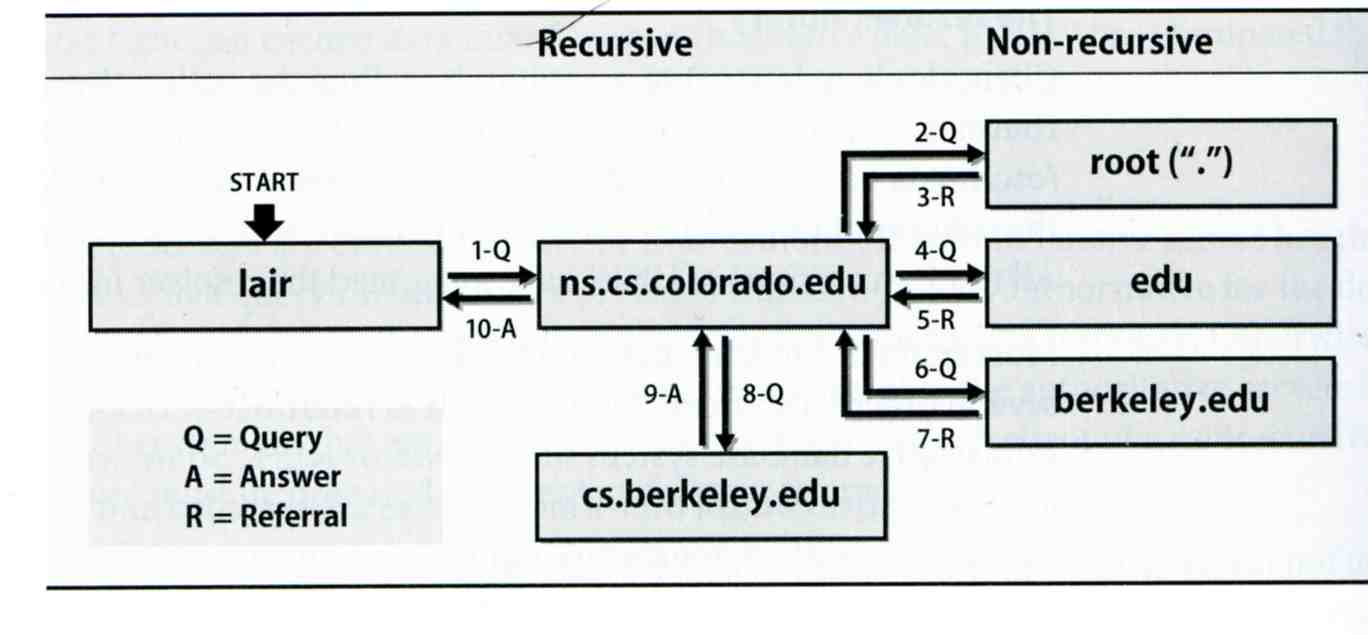 Recursive
Non-recursive
START
lair
1-Q
10-A
ns.cs.colorado.edu
2-Q
3-R
root (“.”)
4-Q
5-R
edu
6-Q
7-R
berkeley.edu
9-A
8-Q
cs.berkeley.edu
Q = Query
A = Answer
R = Referral